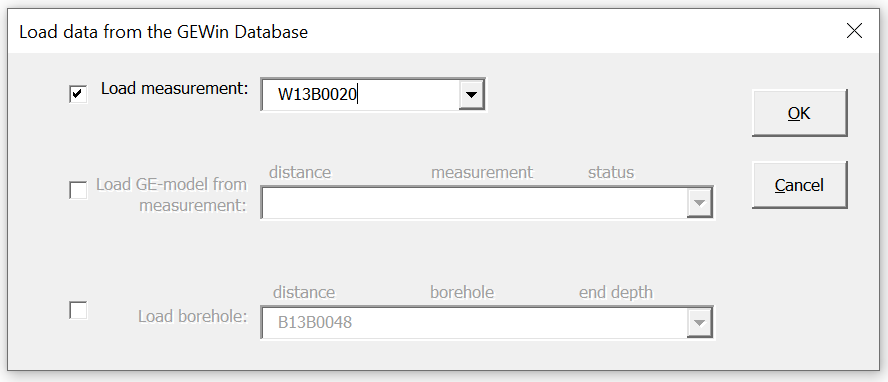 Load data from the GEWin Database
Load measurement: W13B0020
OK
distance measurement status
Load GE-model from
measurement:
Cancel
distance borehole end depth
Load borehole: B13B0048